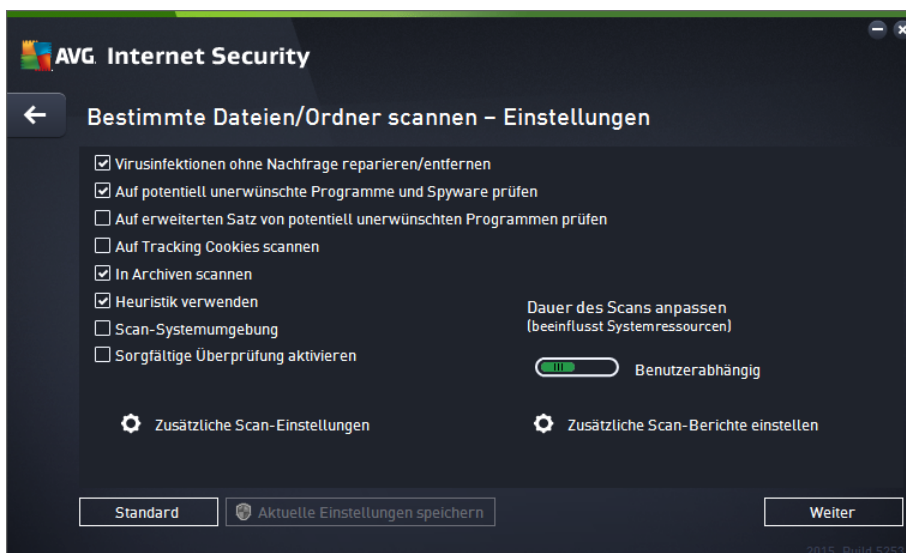 AVG. Internet Security
Bestimmte Dateien/Ordner scannen – Einstellungen
Virusinfektionen ohne Nachfrage reparieren/entfernen
Auf potentiell unerwünschte Programme und Spyware prüfen
Auf erweiterten Satz von potentiell unerwünschten Programmen prüfen
Auf Tracking Cookies scannen
In Archiven scannen
Heuristik verwenden
Scan-Systemumgebung
Sorgfältige Überprüfung aktivieren
Dauer des Scans anpassen
(beeinflusst Systemressourcen)
Benutzerabhängig
Zusätzliche Scan-Einstellungen
Zusätzliche Scan-Berichte einstellen
Standard
Aktuelle Einstellungen speichern
Weiter
2015 Build 5253